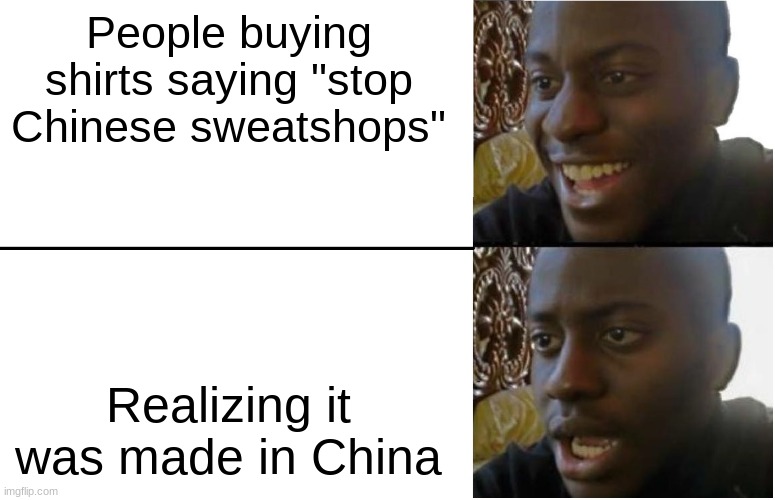 People buying
shirts saying "stop
Chinese sweatshops"
Realizing it
was made in China
imgflip.com